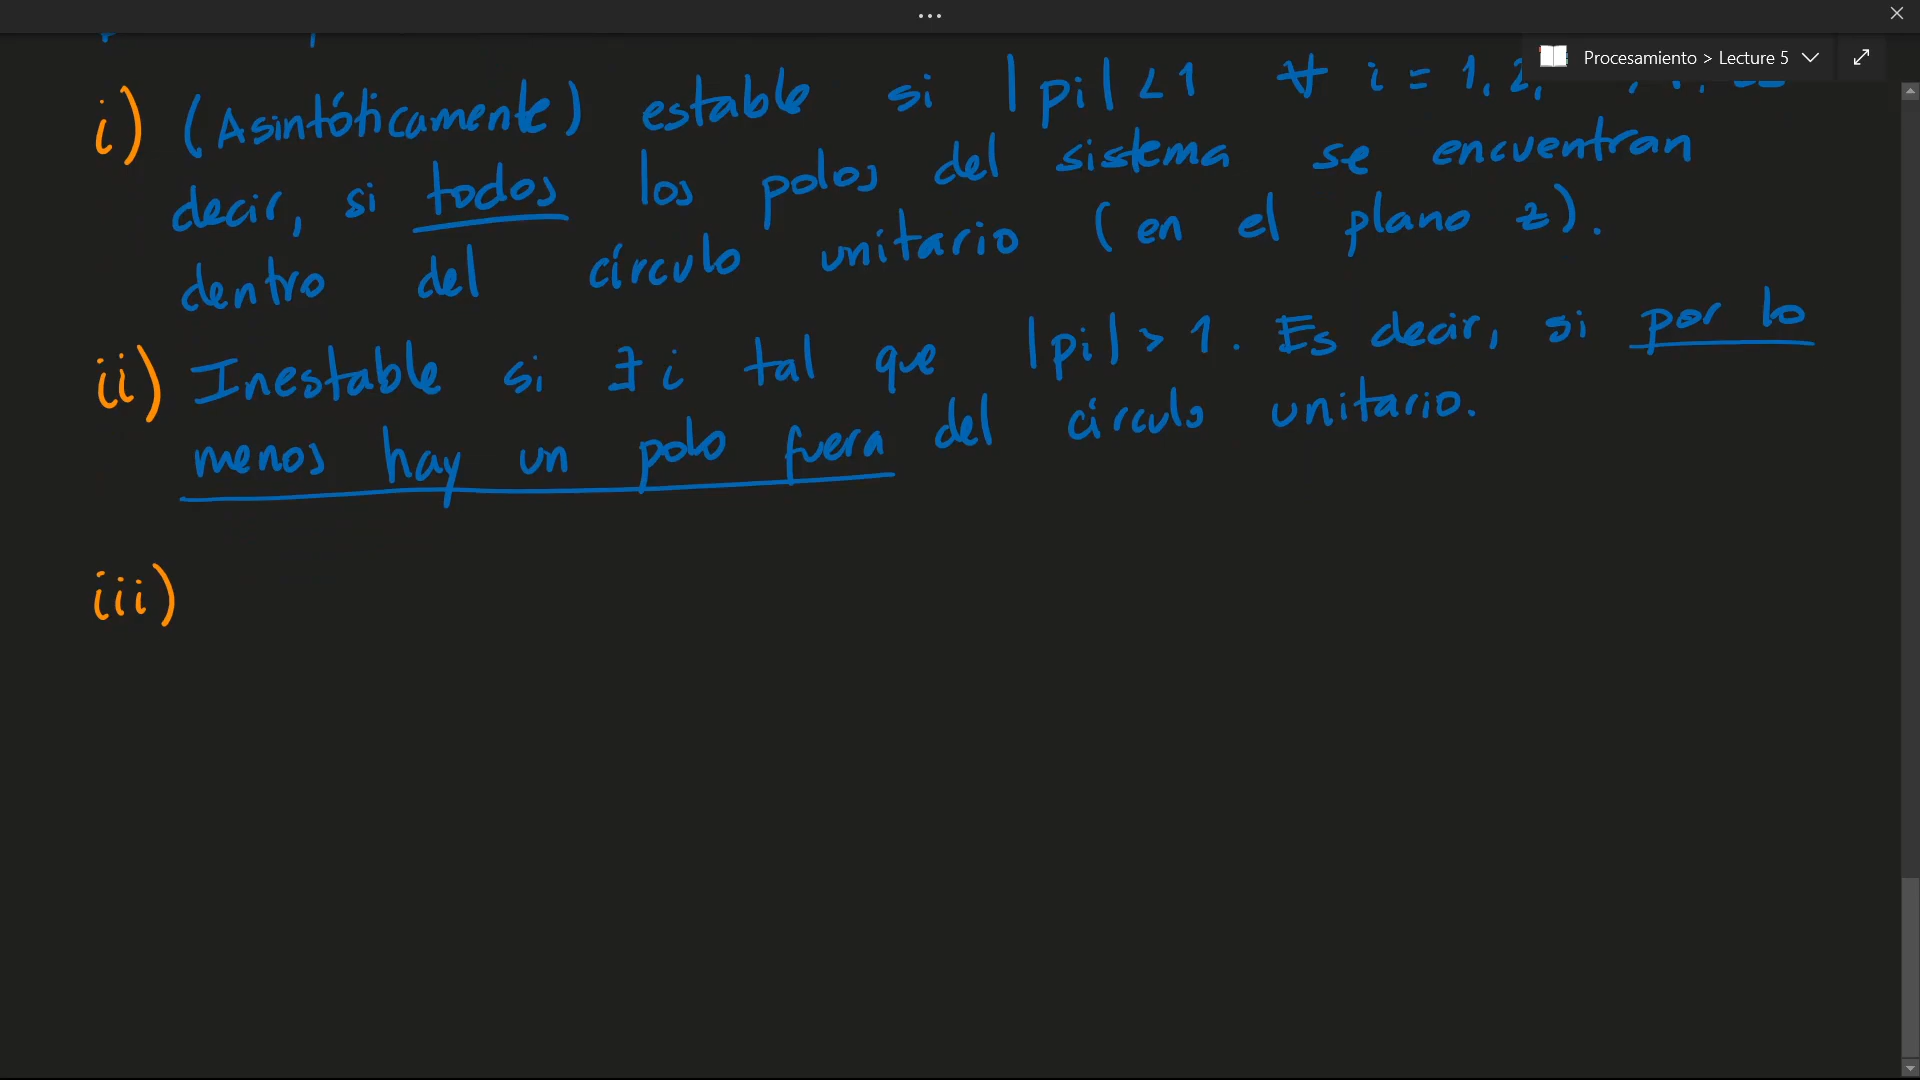 Procesamiento > Lecture 5
i) (Asintóticamente) estable si |pi| < 1 ∀ i = 1, 2,
decir, si todos los polos del sistema se encuentran
dentro del círculo unitario (en el plano z).
ii) Inestable si ∃ i tal que |pi| > 1. Es decir, si por lo
menos hay un polo fuera del círculo unitario.
iii)